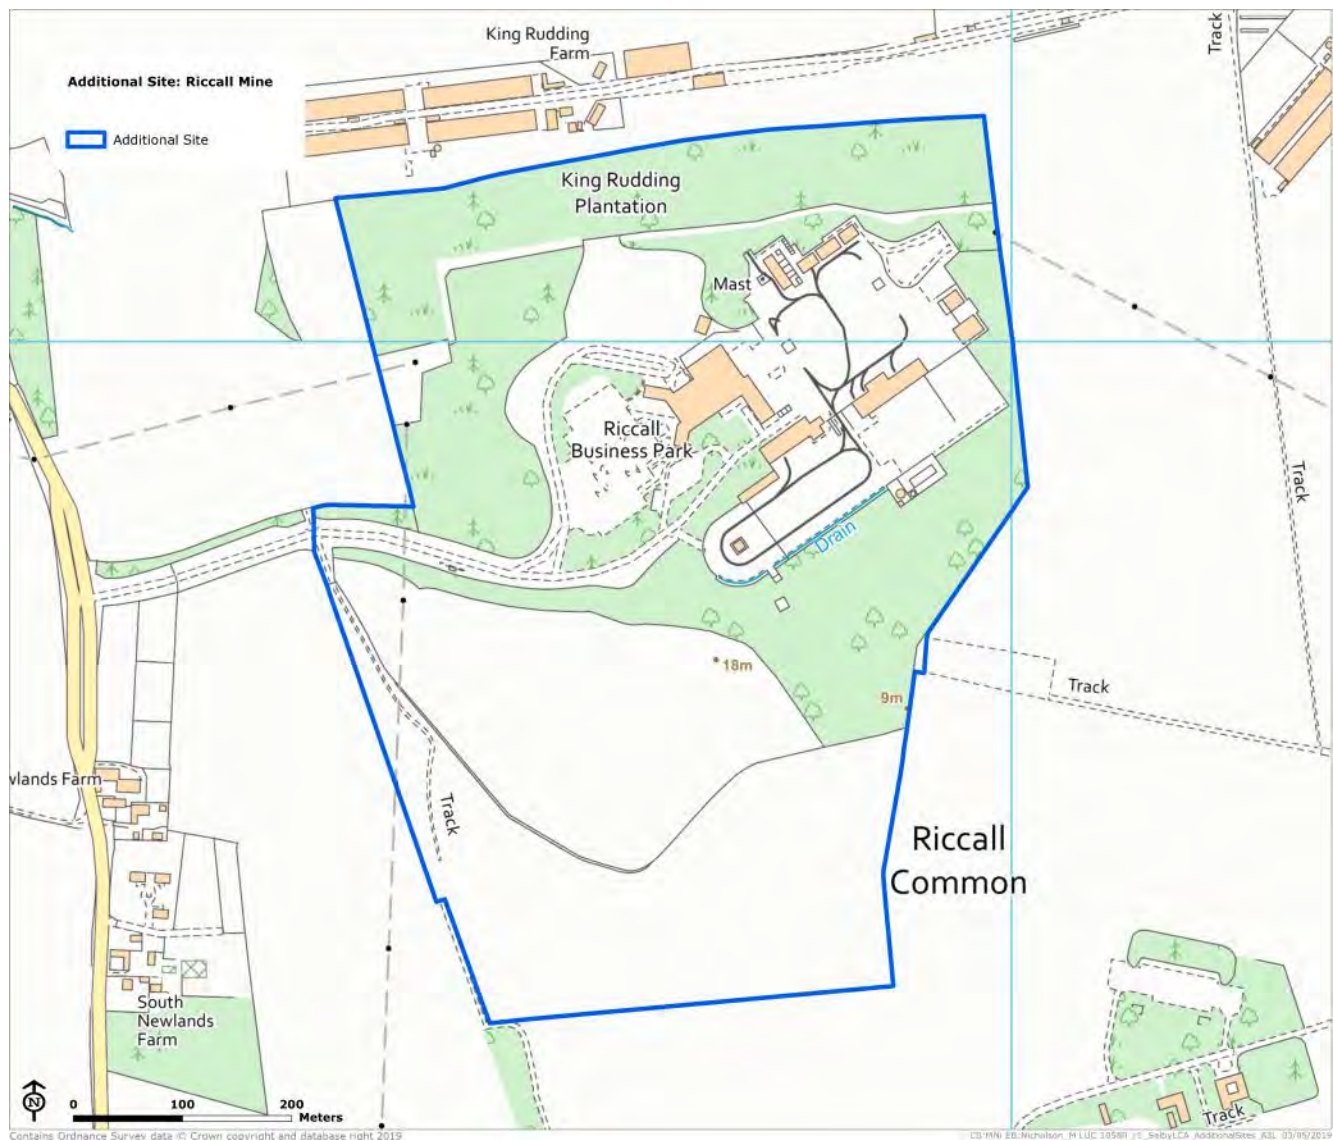 King Rudding
Farm
Track
Additional Site: Riccall Mine
Additional Site
King Rudding
Plantation
Mast
Riccall
Business Park
Track
Drain
18m
Track
9m
wlands Farm
Track
Riccall
Common
South
Newlands
Farm
N
0 100 200
Meters
Track
Contains Ordnance Survey data © Crown copyright and database right 2019